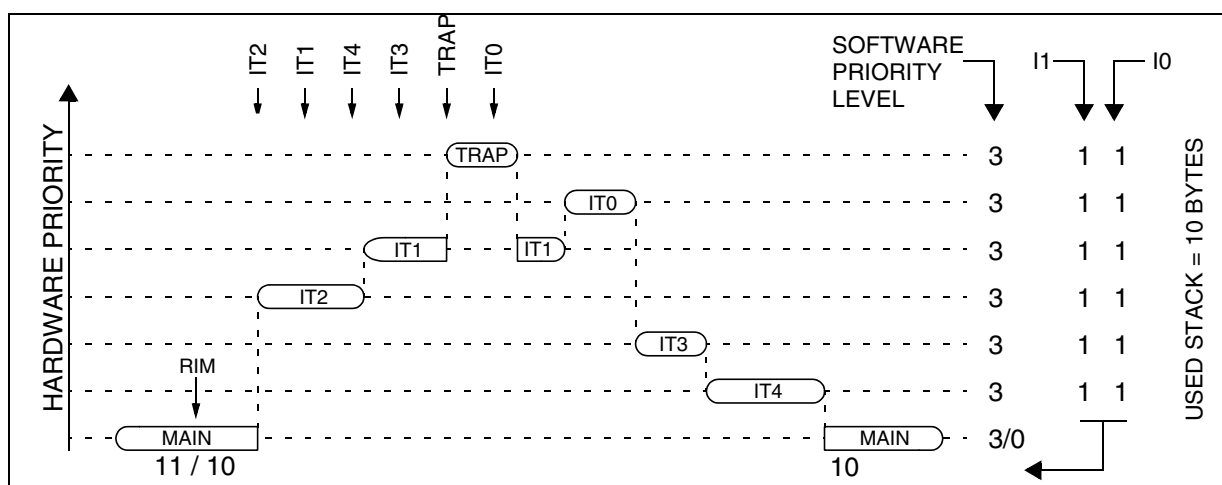 IT2
IT1
IT4
IT3
TRAP
IT0
SOFTWARE
PRIORITY
LEVEL
I1
I0
HARDWARE PRIORITY
TRAP
3
1 1
IT0
3
1 1
IT1
IT1
3
1 1
IT2
3
1 1
IT3
3
1 1
RIM
IT4
3
1 1
MAIN
MAIN
3/0
11 / 10
10
USED STACK = 10 BYTES